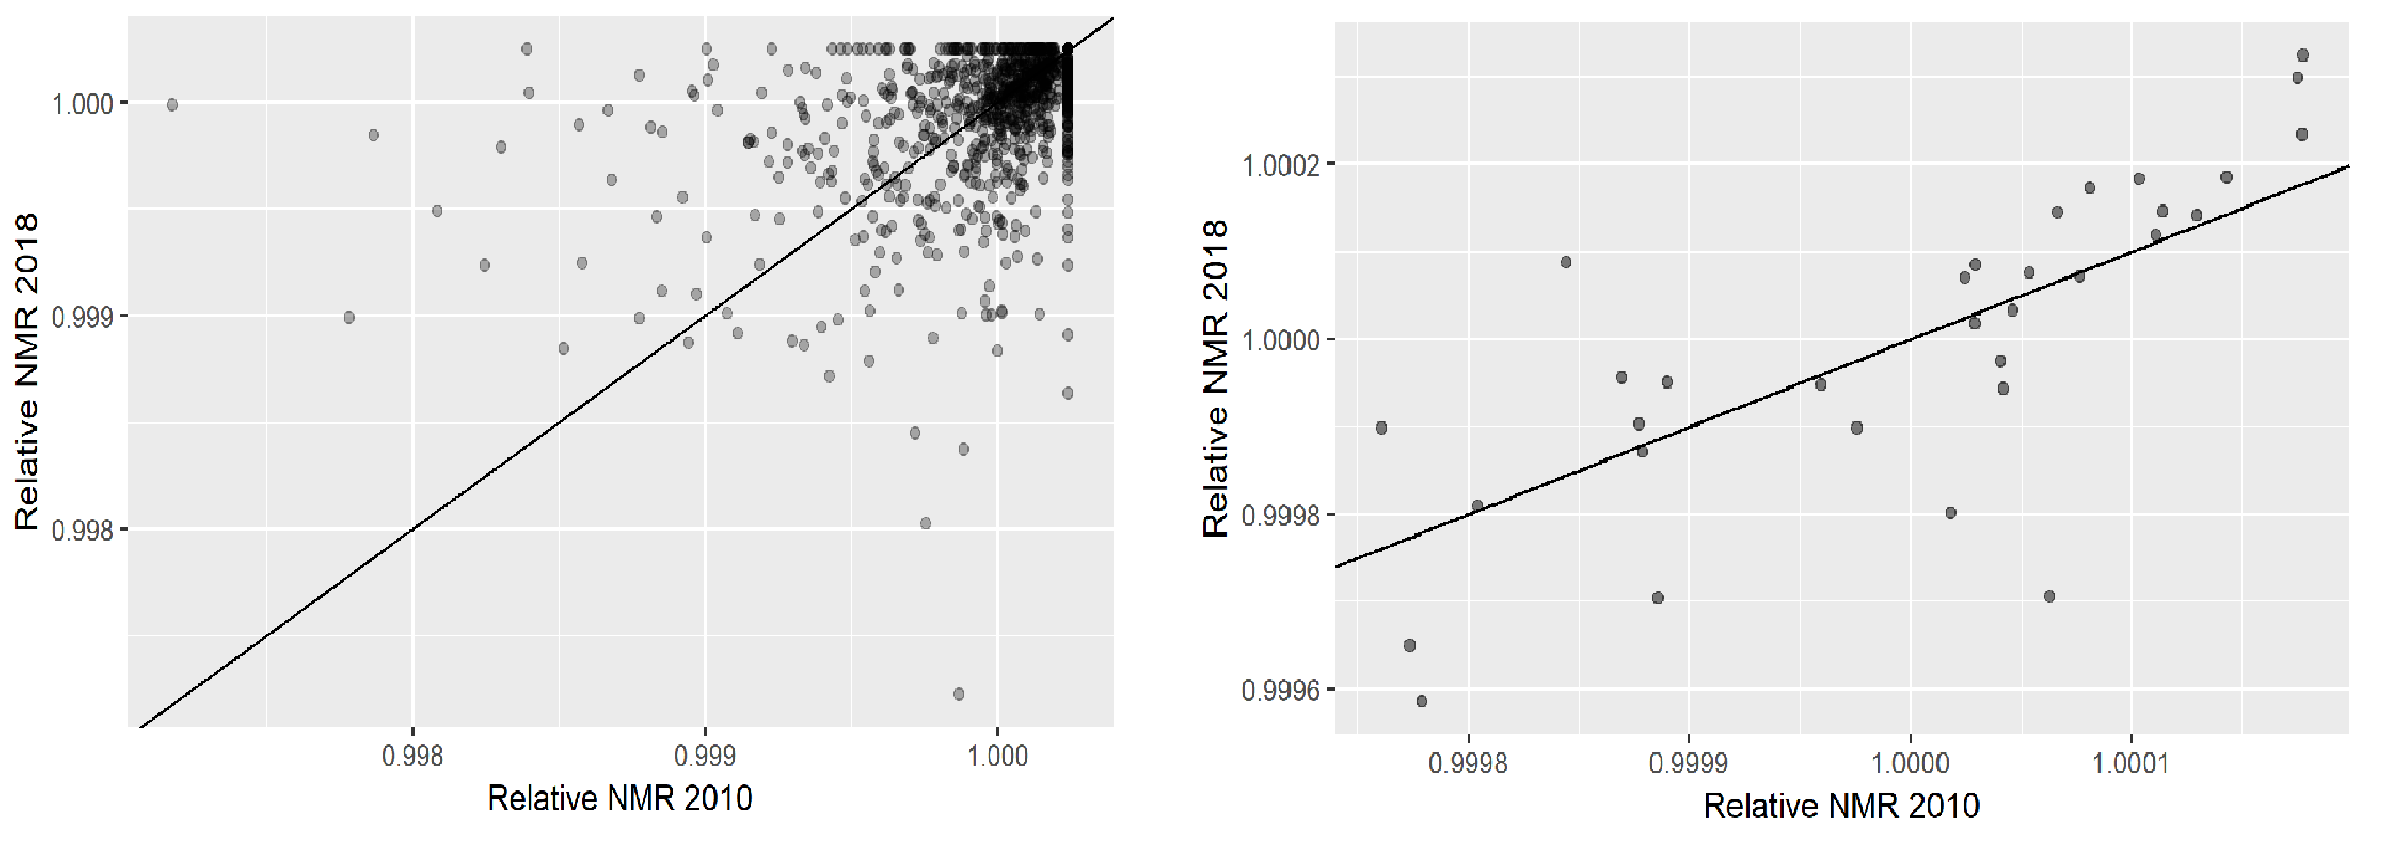 Relative NMR 2018
1.000
0.999
0.998
0.998 0.999 1.000
Relative NMR 2010
Relative NMR 2018
1.0002
1.0000
0.9998
0.9996
0.9998 0.9999 1.0000 1.0001
Relative NMR 2010